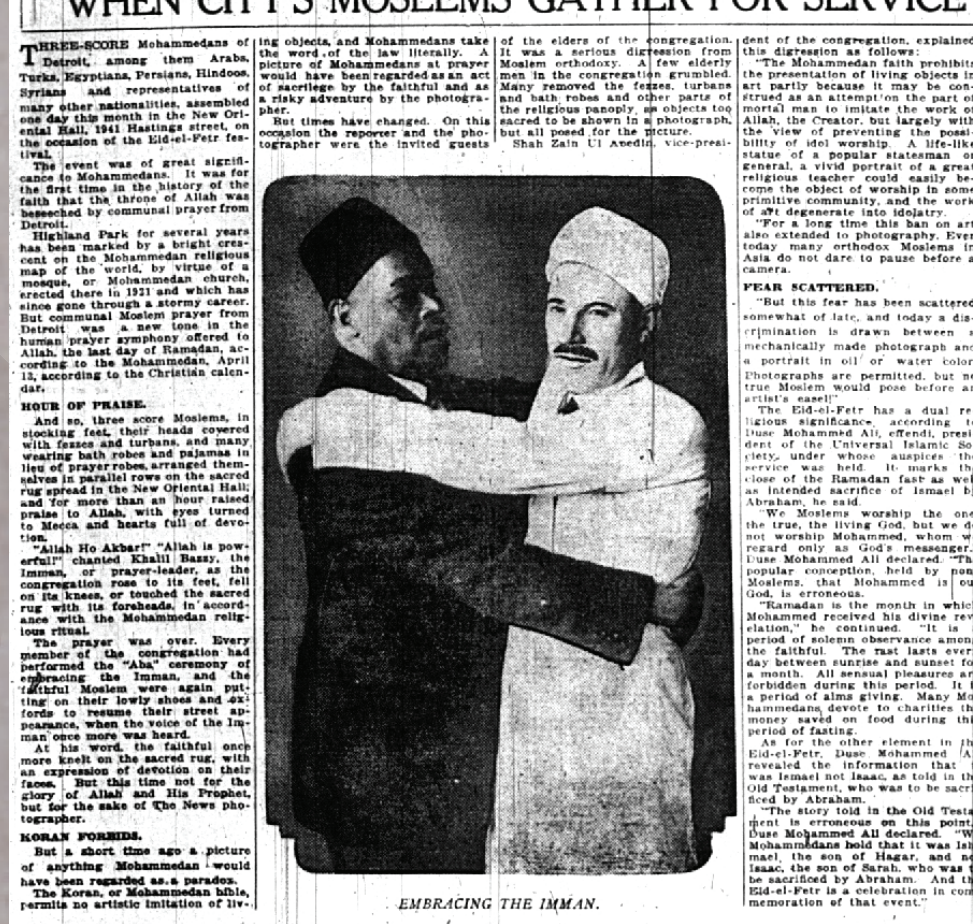 WHEN CITY'S MOSLEMS GATHER FOR SERVICE
THREE-SCORE Mohammedans of
Detroit, among them Arabs,
Turks, Egyptians, Persians, Hindoos,
Syrians and representatives of
many other nationalities, assembled
one day this month in the New Ori-
ental Hall, 1941 Hastings street, on
the occasion of the Eid-el-Fetr fes-
tival.
The event was of great signifi-
cance to Mohammedans. It was for
the first time in the history of the
faith that the throne of Allah was
beseeched by communal prayer from
Detroit.
Highland Park for several years
has been marked by a bright cres-
cent on the Mohammedan religious
map of the world, by virtue of a
mosque, or Mohammedan church,
erected there in 1921 and which has
since gone through a stormy career.
But communal Moslem prayer from
Detroit was a new tone in the
human prayer symphony offered to
Allah, the last day of Ramadan, ac-
cording to the Mohammedan, April
13, according to the Christian calen-
dar.
HOUR OF PRAISE.
And so, three score Moslems, in
stocking feet, their heads covered
with fezzes and turbans, and many
wearing bath robes and pajamas in
lieu of prayer robes, arranged them-
selves in parallel rows on the sacred
rug spread in the New Oriental Hall;
and for more than an hour raised
praise to Allah, with eyes turned
to Mecca and hearts full of devo-
tion.
"Allah Ho Akbar!" "Allah is pow-
erful!" chanted Khalil Bazzy, the
Imman, or prayer-leader, as the
congregation rose to its feet, fell
on its knees, or touched the sacred
rug with its foreheads, in accord-
ance with the Mohammedan relig-
ious ritual.
The prayer was over. Every
member of the congregation had
performed the "Aba" ceremony of
embracing the Imman, and the
faithful Moslem were again put-
ting on their lowly shoes and ox-
fords to resume their street ap-
pearance, when the voice of the Im-
man once more was heard.
At his word, the faithful once
more knelt on the sacred rug, with
an expression of devotion on their
faces. But this time not for the
glory of Allah and His Prophet,
but for the sake of The News pho-
tographer.
KORAN FORBIDS.
But a short time ago a picture
of anything Mohammedan would
have been regarded as a paradox.
The Koran, or Mohammedan bible,
permits no artistic imitation of liv-
ing objects, and Mohammedans take
the word of the law literally. A
picture of Mohammedans at prayer
would have been regarded as an act
of sacrilege by the faithful and as
a risky adventure by the photogra-
pher.
But times have changed. On this
occasion the reporter and the pho-
tographer were the invited guests
of the elders of the congregation.
It was a serious digression from
Moslem orthodoxy. A few elderly
men in the congregation grumbled.
Many removed the fezzes, turbans
and bath robes and other parts of
the religious panoply, as objects too
sacred to be shown in a photograph,
but all posed for the picture.
Shah Zain Ul Abedin, vice-presi-
EMBRACING THE IMMAN.
dent of the congregation, explained
this digression as follows:
"The Mohammedan faith prohibits
the presentation of living objects in
art partly because it may be con-
strued as an attempt on the part of
mortal man to imitate the work of
Allah, the Creator, but largely with
the view of preventing the possi-
bility of idol worship. A life-like
statue of a popular statesman or
general, a vivid portrait of a great
religious teacher could easily be-
come the object of worship in some
primitive community, and the work
of art degenerate into idolatry.
"For a long time this ban on art
also extended to photography. Even
today many orthodox Moslems in
Asia do not dare to pause before a
camera.
FEAR SCATTERED.
"But this fear has been scattered
somewhat of late, and today a dis-
crimination is drawn between a
mechanically made photograph and
a portrait in oil or water color.
Photographs are permitted, but no
true Moslem would pose before an
artist's easel!"
The Eid-el-Fetr has a dual re-
ligious significance, according to
Duse Mohammed Ali, effendi, presi-
dent of the Universal Islamic So-
ciety, under whose auspices the
service was held. It marks the
close of the Ramadan fast as well
as intended sacrifice of Ismael by
Abraham, he said.
"We Moslems worship the one,
the true, the living God, but we do
not worship Mohammed, whom we
regard only as God's messenger,"
Duse Mohammed Ali declared. "The
popular conception, held by non-
Moslems, that Mohammed is our
God, is erroneous.
"Ramadan is the month in which
Mohammed received his divine rev-
elation," he continued. "It is a
period of solemn observance among
the faithful. The fast lasts every
day between sunrise and sunset for
a month. All sensual pleasures are
forbidden during this period. It is
a period of alms giving. Many Mo-
hammedans devote to charities the
money saved on food during this
period of fasting.
As for the other element in the
Eid-el-Fetr, Duse Mohammed Ali
revealed the information that it
was Ismael not Isaac, as told in the
Old Testament, who was to be sacri-
ficed by Abraham.
"The story told in the Old Testa-
ment is erroneous on this point,"
Duse Mohammed Ali declared. "We
Mohammedans hold that it was Ish-
mael, the son of Hagar, and not
Isaac, the son of Sarah, who was to
be sacrificed by Abraham. And the
Eid-el-Fetr is a celebration in com-
memoration of that event."